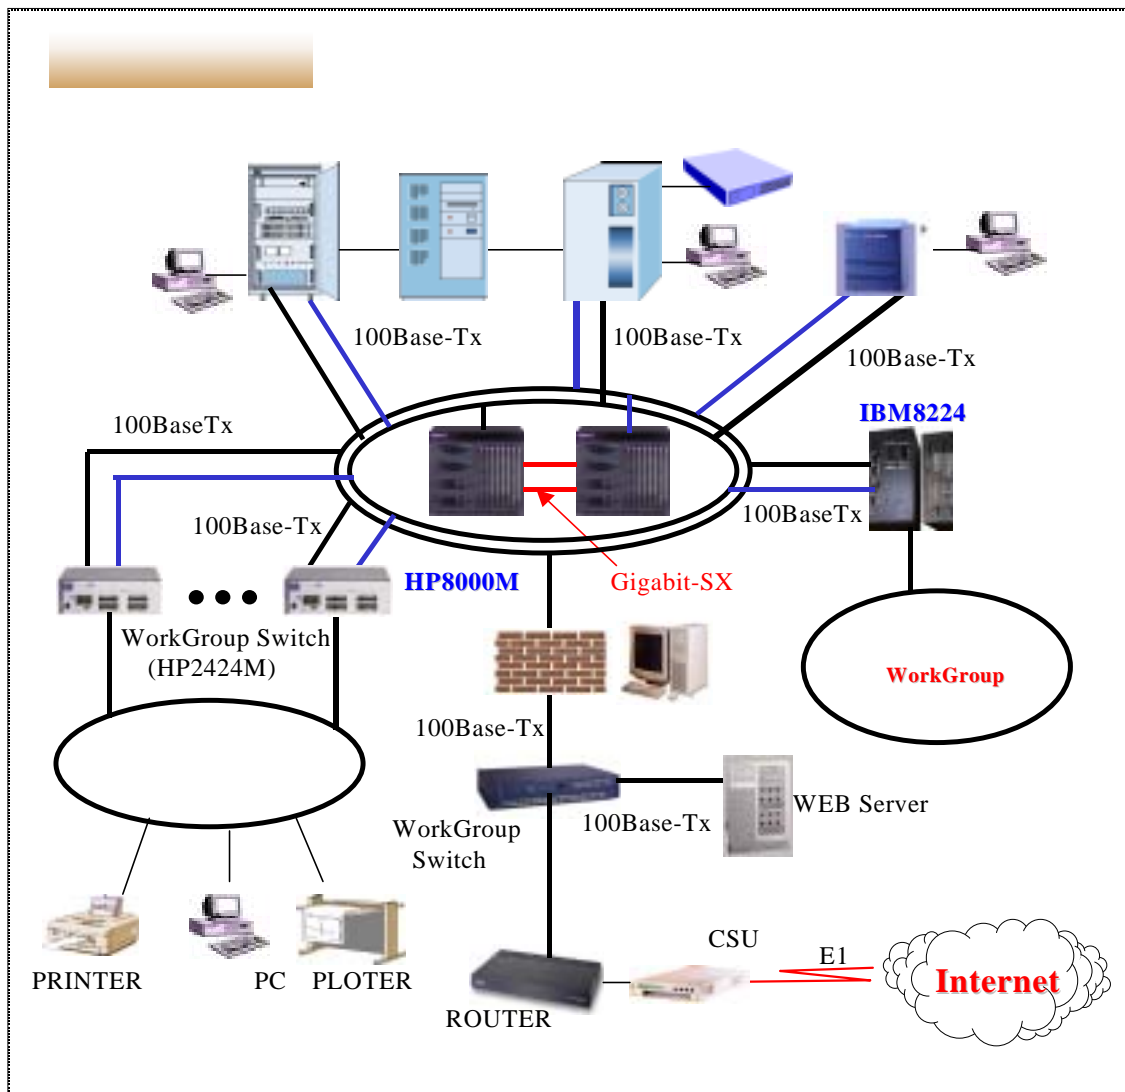 100Base-Tx
100Base-Tx
100Base-Tx
IBM8224
100BaseTx
100Base-Tx
100BaseTx
HP8000M
Gigabit-SX
WorkGroup Switch
(HP2424M)
WorkGroup
100Base-Tx
WEB Server
100Base-Tx
WorkGroup
Switch
CSU
E1
Internet
PRINTER
PC
PLOTER
ROUTER